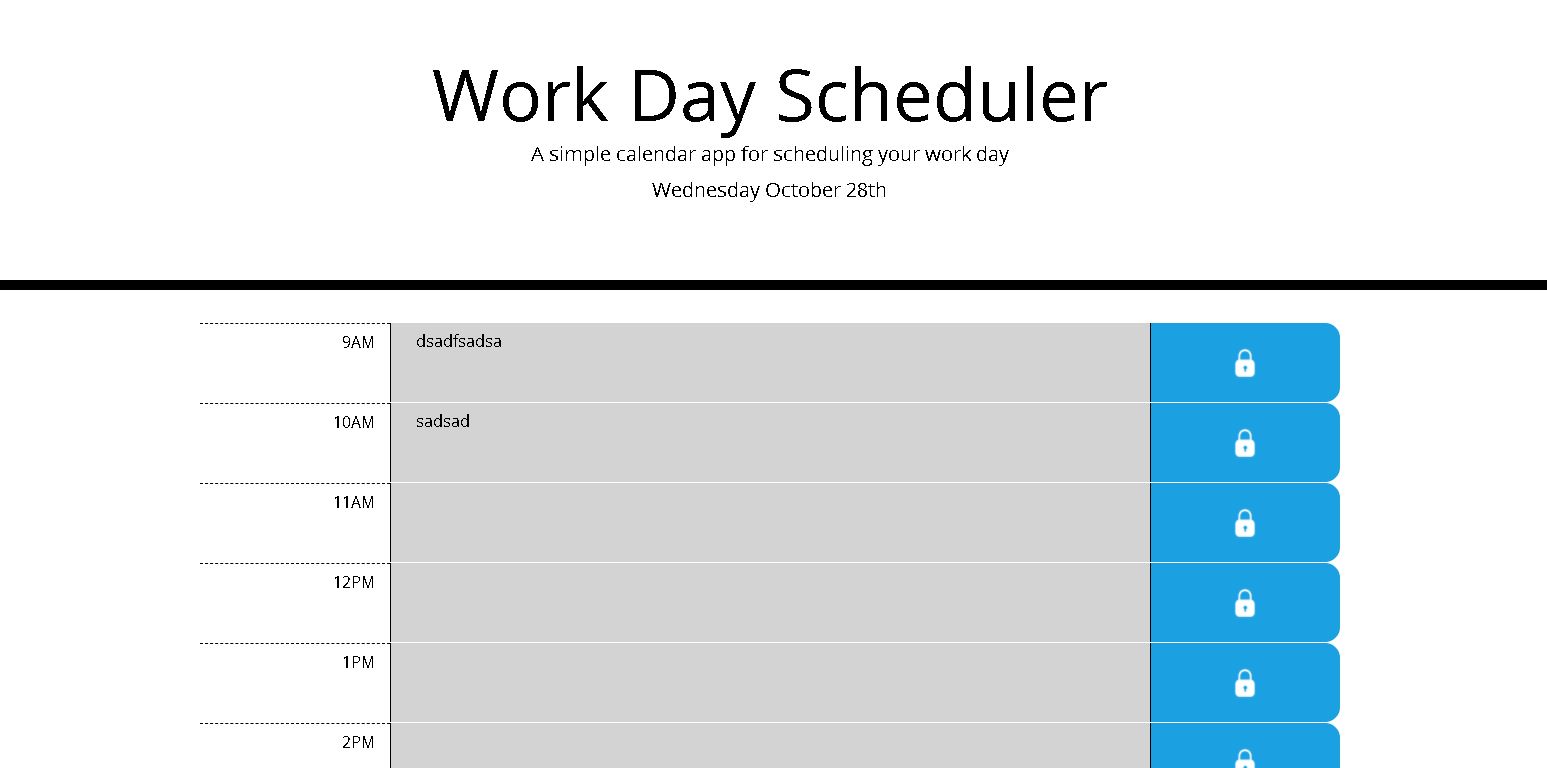 Work Day Scheduler
A simple calendar app for scheduling your work day
Wednesday October 28th
9AM dsadfsadsa
10AM sadsad
11AM
12PM
1PM
2PM